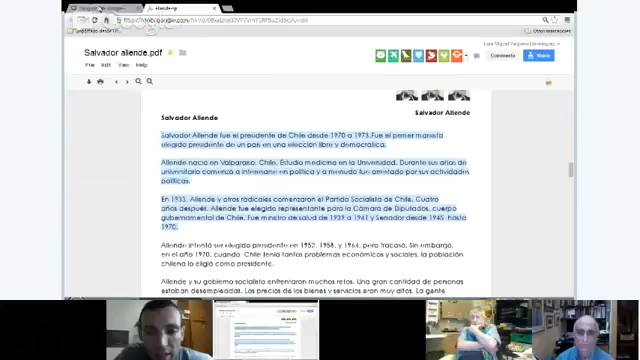 Salvador allende.pdf
File Edit View Help
Comments Share
Salvador Allende
Salvador Allende
Salvador Allende fue el presidente de Chile desde 1970 a 1973.Fue el primer marxista
elegido presidente de un país en una elección libre y democrática.
Allende nació en Valparaíso, Chile. Estudio medicina en la Universidad. Durante sus años de
universitario comenzó a interesarse en política y a menudo fue arrestado por sus actividades
políticas.
En 1933, Allende y otros radicales comenzaron el Partido Socialista de Chile. Cuatro
años después, Allende fue elegido representante para la Cámara de Diputados, cuerpo
gubernamental de Chile. Fue ministro de salud de 1939 a 1941 y Senador desde 1945 hasta
1970.
Allende intentó ser elegido presidente en 1952, 1958, y 1964, pero fracasó. Sin embargo,
en el año 1970, cuando Chile tenía tantos problemas económicos y sociales, la población
chilena lo eligió como presidente.
Allende y su gobierno socialista enfrentaron muchos retos. Una gran cantidad de personas
estaban desempleadas. Los precios de los bienes y servicios eran muy altos. La gente